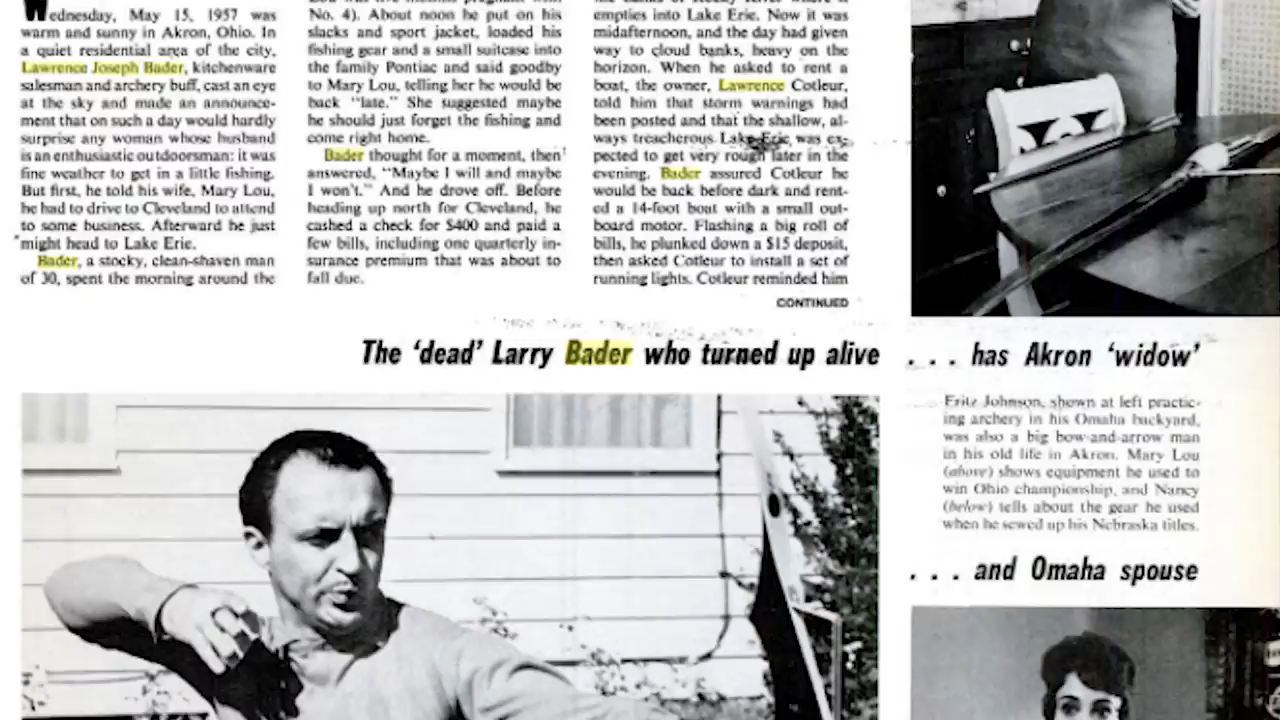 Wednesday, May 15, 1957 was
warm and sunny in Akron, Ohio. In
a quiet residential area of the city,
Lawrence Joseph Bader, kitchenware
salesman and archery buff, cast an eye
at the sky and made an announce-
ment that on such a day would hardly
surprise any woman whose husband
is an enthusiastic outdoorsman: it was
fine weather to get in a little fishing.
But first, he told his wife, Mary Lou,
he had to drive to Cleveland to attend
to some business. Afterward he just
might head to Lake Erie.
Bader, a stocky, clean-shaven man
of 30, spent the morning around the
No. 4). About noon he put on his
slacks and sport jacket, loaded his
fishing gear and a small suitcase into
the family Pontiac and said goodby
to Mary Lou, telling her he would be
back "late." She suggested maybe
he should just forget the fishing and
come right home.
Bader thought for a moment, then
answered, "Maybe I will and maybe
I won't." And he drove off. Before
heading up north for Cleveland, he
cashed a check for $400 and paid a
few bills, including one quarterly in-
surance premium that was about to
fall due.
empties into Lake Erie. Now it was
midafternoon, and the day had given
way to cloud banks, heavy on the
horizon. When he asked to rent a
boat, the owner, Lawrence Cotleur,
told him that storm warnings had
been posted and that the shallow, al-
ways treacherous Lake Erie was ex-
pected to get very rough later in the
evening. Bader assured Cotleur he
would be back before dark and rent-
ed a 14-foot boat with a small out-
board motor. Flashing a big roll of
bills, he plunked down a $15 deposit,
then asked Cotleur to install a set of
running lights. Cotleur reminded him
CONTINUED
The 'dead' Larry Bader who turned up alive
. . . has Akron 'widow'
Fritz Johnson, shown at left practic-
ing archery in his Omaha backyard,
was also a big bow-and-arrow man
in his old life in Akron. Mary Lou
(above) shows equipment he used to
win Ohio championship, and Nancy
(below) tells about the gear he used
when he sewed up his Nebraska titles.
. . . and Omaha spouse